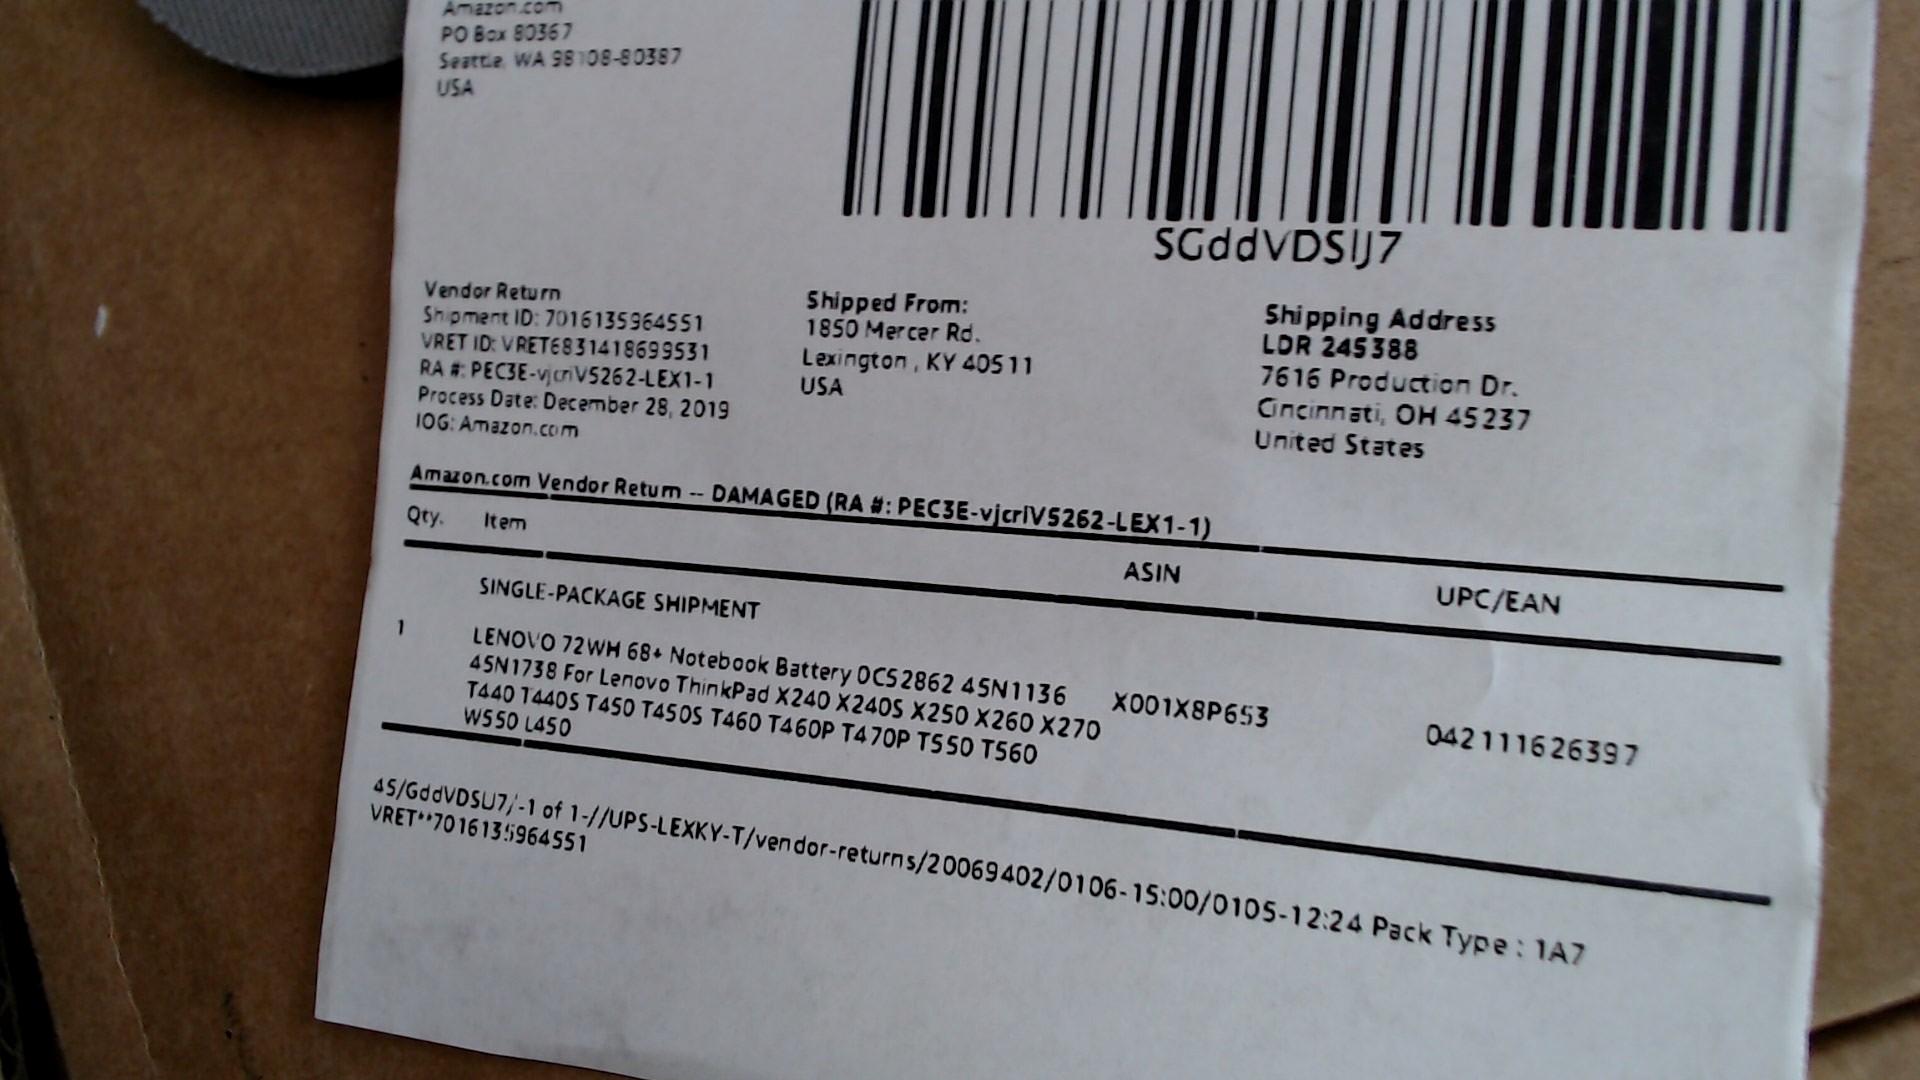 Amazon.com
PO Box 80367
Seattle, WA 98108-80387
USA
SGddVDSIJ7
Vendor Return
Shipment ID: 7016135964551
VRET ID: VRET6831418699531
RA #: PEC3E-vjcriV5262-LEX1-1
Process Date: December 28, 2019
IOG: Amazon.com
Shipped From:
1850 Mercer Rd.
Lexington , KY 40511
USA
Shipping Address
LDR 245388
7616 Production Dr.
Cincinnati, OH 45237
United States
Amazon.com Vendor Return -- DAMAGED (RA #: PEC3E-vjcriV5262-LEX1-1)
Qty. Item ASIN UPC/EAN
SINGLE-PACKAGE SHIPMENT
1 LENOVO 72WH 68+ Notebook Battery 0C52862 45N1136 X001X8P653 042111626397
45N1738 For Lenovo ThinkPad X240 X240S X250 X260 X270
T440 T440S T450 T450S T460 T460P T470P T550 T560
W550 L450
45/GddVDSIJ7/-1 of 1-//UPS-LEXKY-T/vendor-returns/20069402/0106-15:00/0105-12:24 Pack Type : 1A7
VRET**7016135964551